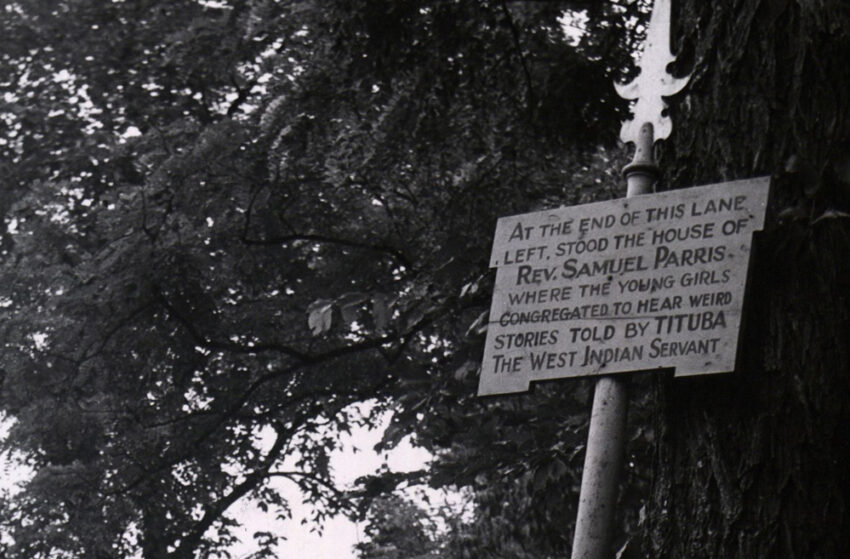 AT THE END OF THIS LANE
LEFT, STOOD THE HOUSE OF
REV. SAMUEL PARRIS
WHERE THE YOUNG GIRLS
CONGREGATED TO HEAR WEIRD
STORIES TOLD BY TITUBA
THE WEST INDIAN SERVANT